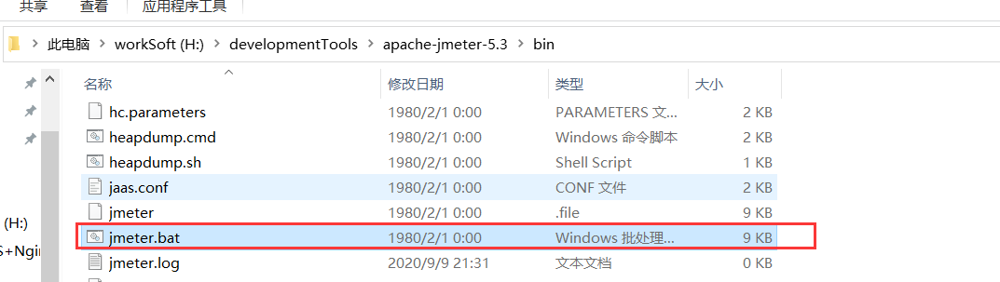 共享 查看 应用程序工具
此电脑 > workSoft (H:) > developmentTools > apache-jmeter-5.3 > bin
名称 修改日期 类型 大小
hc.parameters 1980/2/1 0:00 PARAMETERS 文... 2 KB
heapdump.cmd 1980/2/1 0:00 Windows 命令脚本 2 KB
heapdump.sh 1980/2/1 0:00 Shell Script 1 KB
jaas.conf 1980/2/1 0:00 CONF 文件 2 KB
jmeter 1980/2/1 0:00 .file 9 KB
(H:)
jmeter.bat 1980/2/1 0:00 Windows 批处理... 9 KB
S+Ngin
jmeter.log 2020/9/9 21:31 文本文档 0 KB